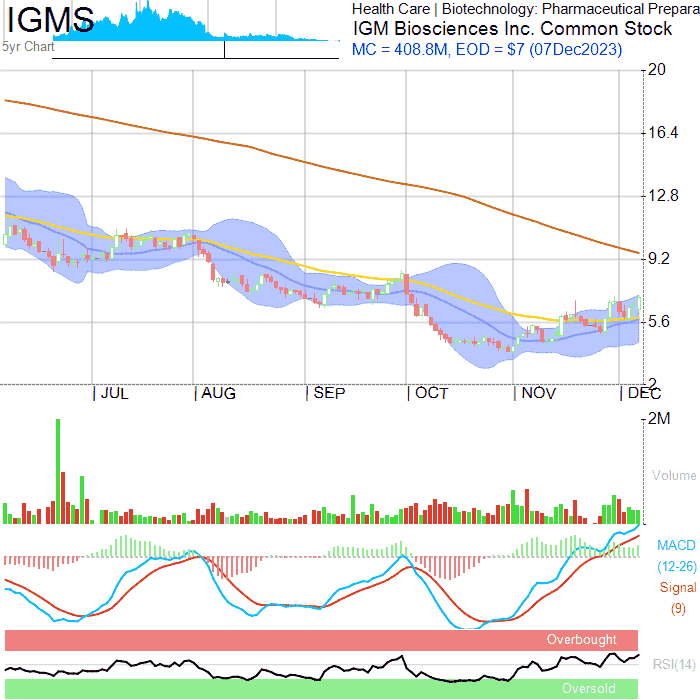 IGMS
Health Care | Biotechnology: Pharmaceutical Prepara
IGM Biosciences Inc. Common Stock
5yr Chart
MC = 408.8M, EOD = $7 (07Dec2023)
20
16.4
12.8
9.2
5.6
2
JUL
AUG
SEP
OCT
NOV
DEC
2M
Volume
MACD
(12-26)
Signal
(9)
Overbought
RSI(14)
Oversold